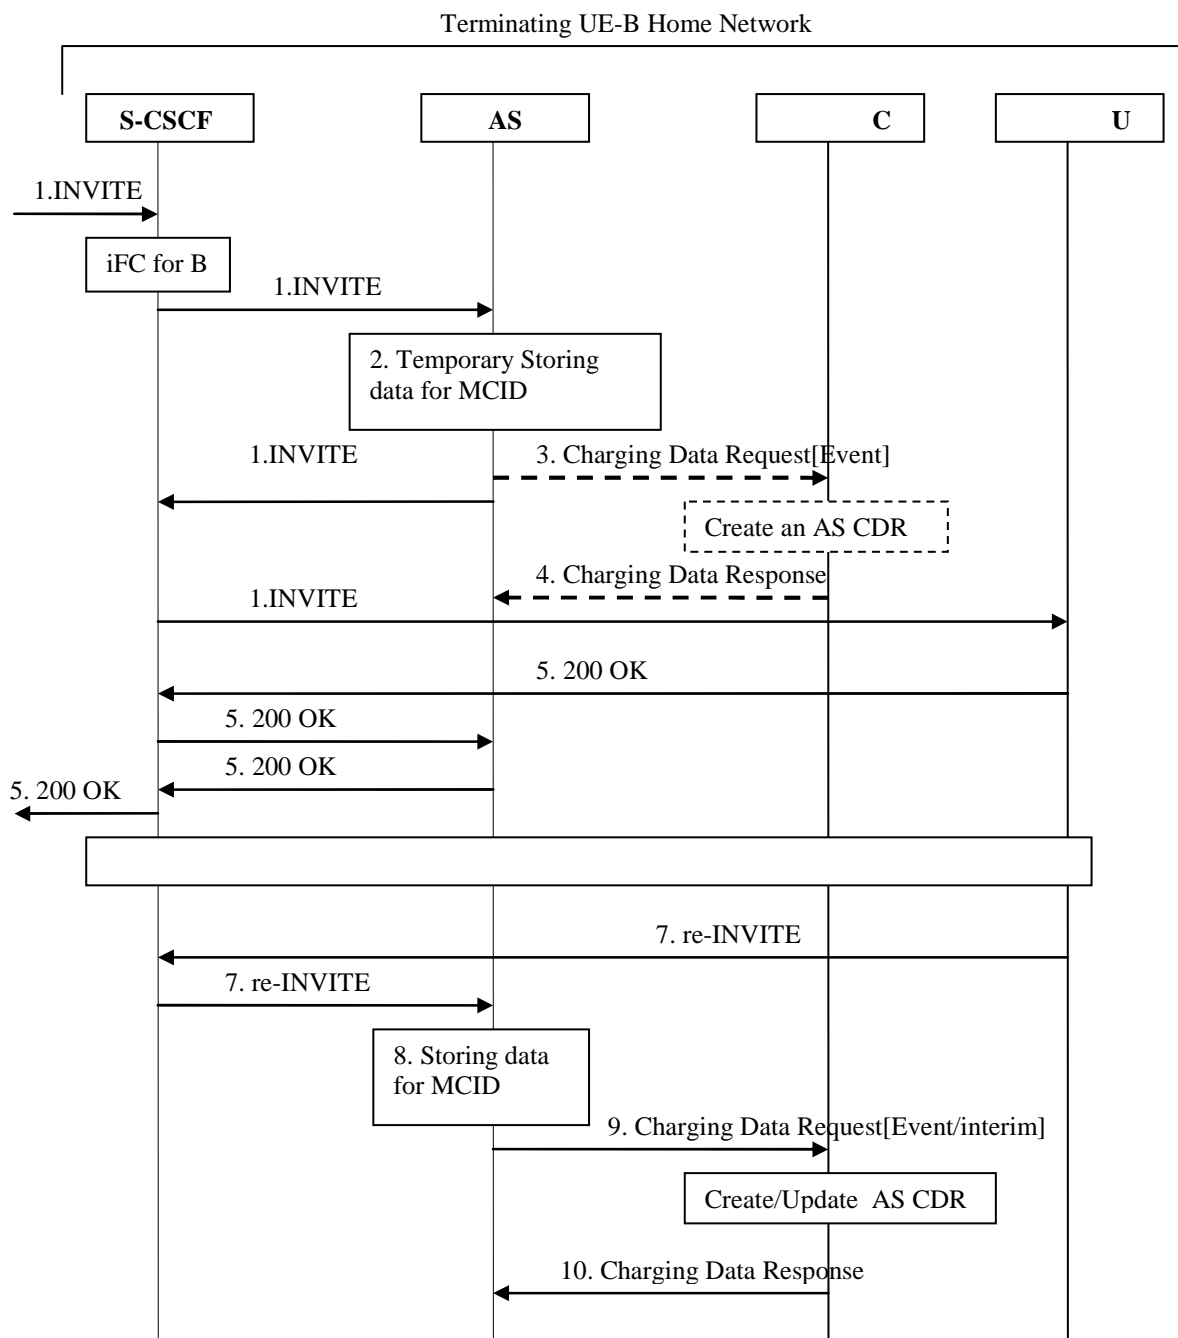 Terminating UE-B Home Network
S-CSCF
AS
C
U
1.INVITE
iFC for B
1.INVITE
2. Temporary Storing
data for MCID
1.INVITE
3. Charging Data Request[Event]
Create an AS CDR
4. Charging Data Response
1.INVITE
5. 200 OK
5. 200 OK
5. 200 OK
5. 200 OK
7. re-INVITE
7. re-INVITE
8. Storing data
for MCID
9. Charging Data Request[Event/interim]
Create/Update AS CDR
10. Charging Data Response